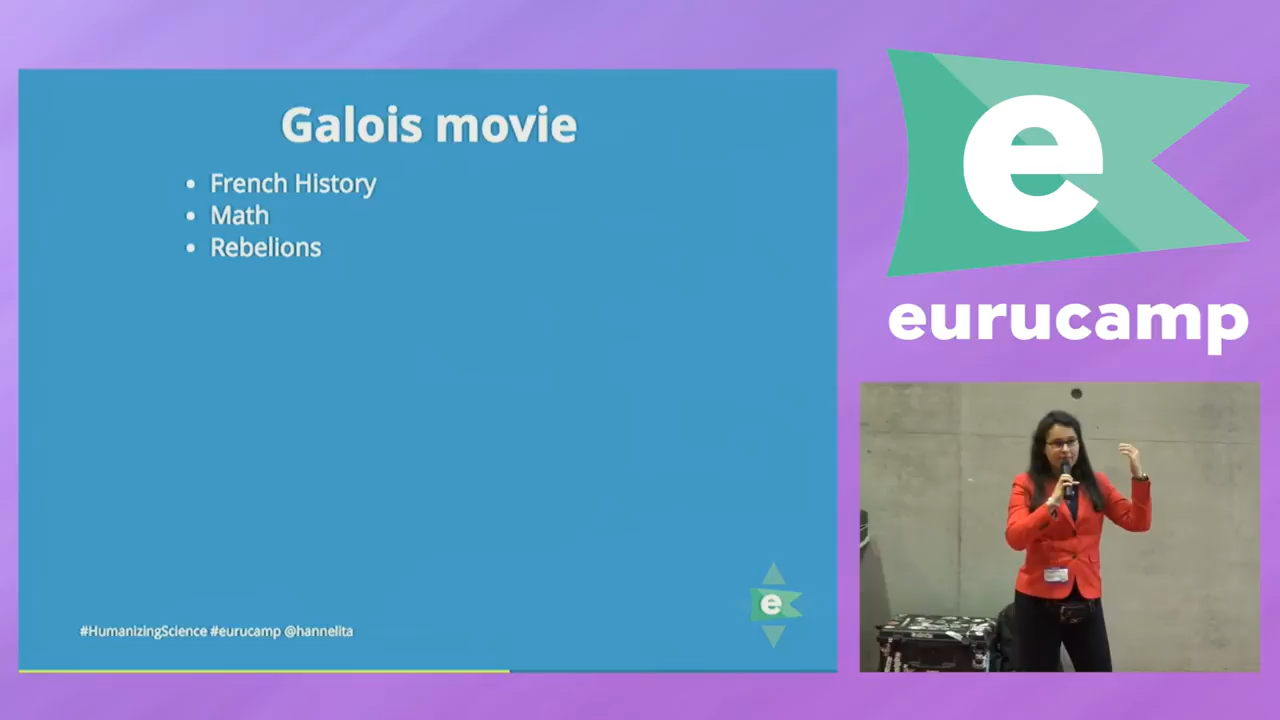 Galois movie
French History
Math
Rebelions
#HumanizingScience #eurucamp @hannelita
e
e
eurucamp